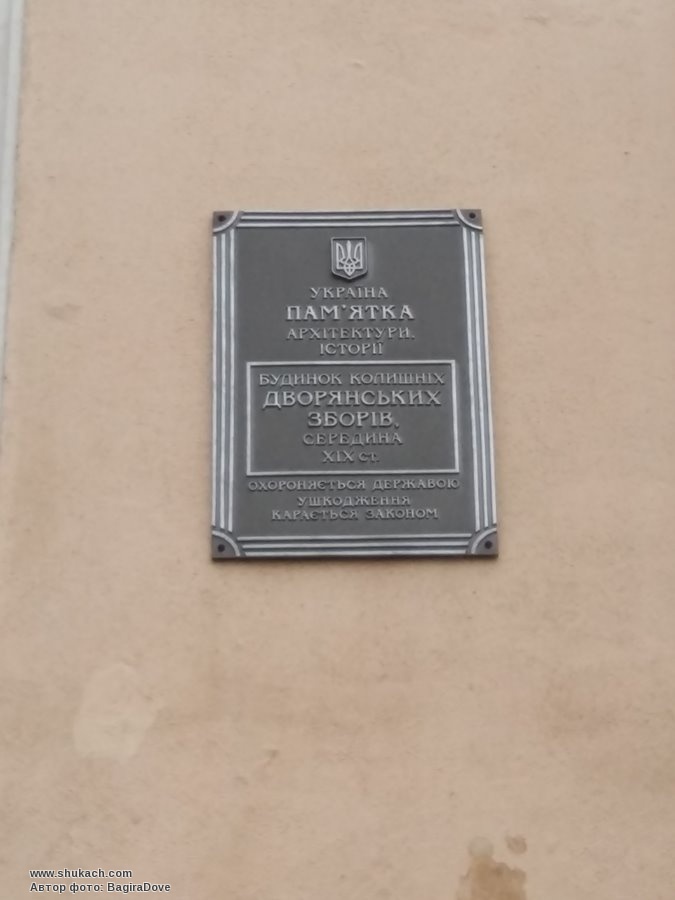 УКРАЇНА
ПАМ'ЯТКА
АРХІТЕКТУРИ,
ІСТОРІЇ
БУДИНОК КОЛИШНІХ
ДВОРЯНСЬКИХ
ЗБОРІВ,
СЕРЕДИНА
XIX ст.
ОХОРОНЯЄТЬСЯ ДЕРЖАВОЮ
УШКОДЖЕННЯ
КАРАЄТЬСЯ ЗАКОНОМ
www.shukach.com
Автор фото: BagiraDove